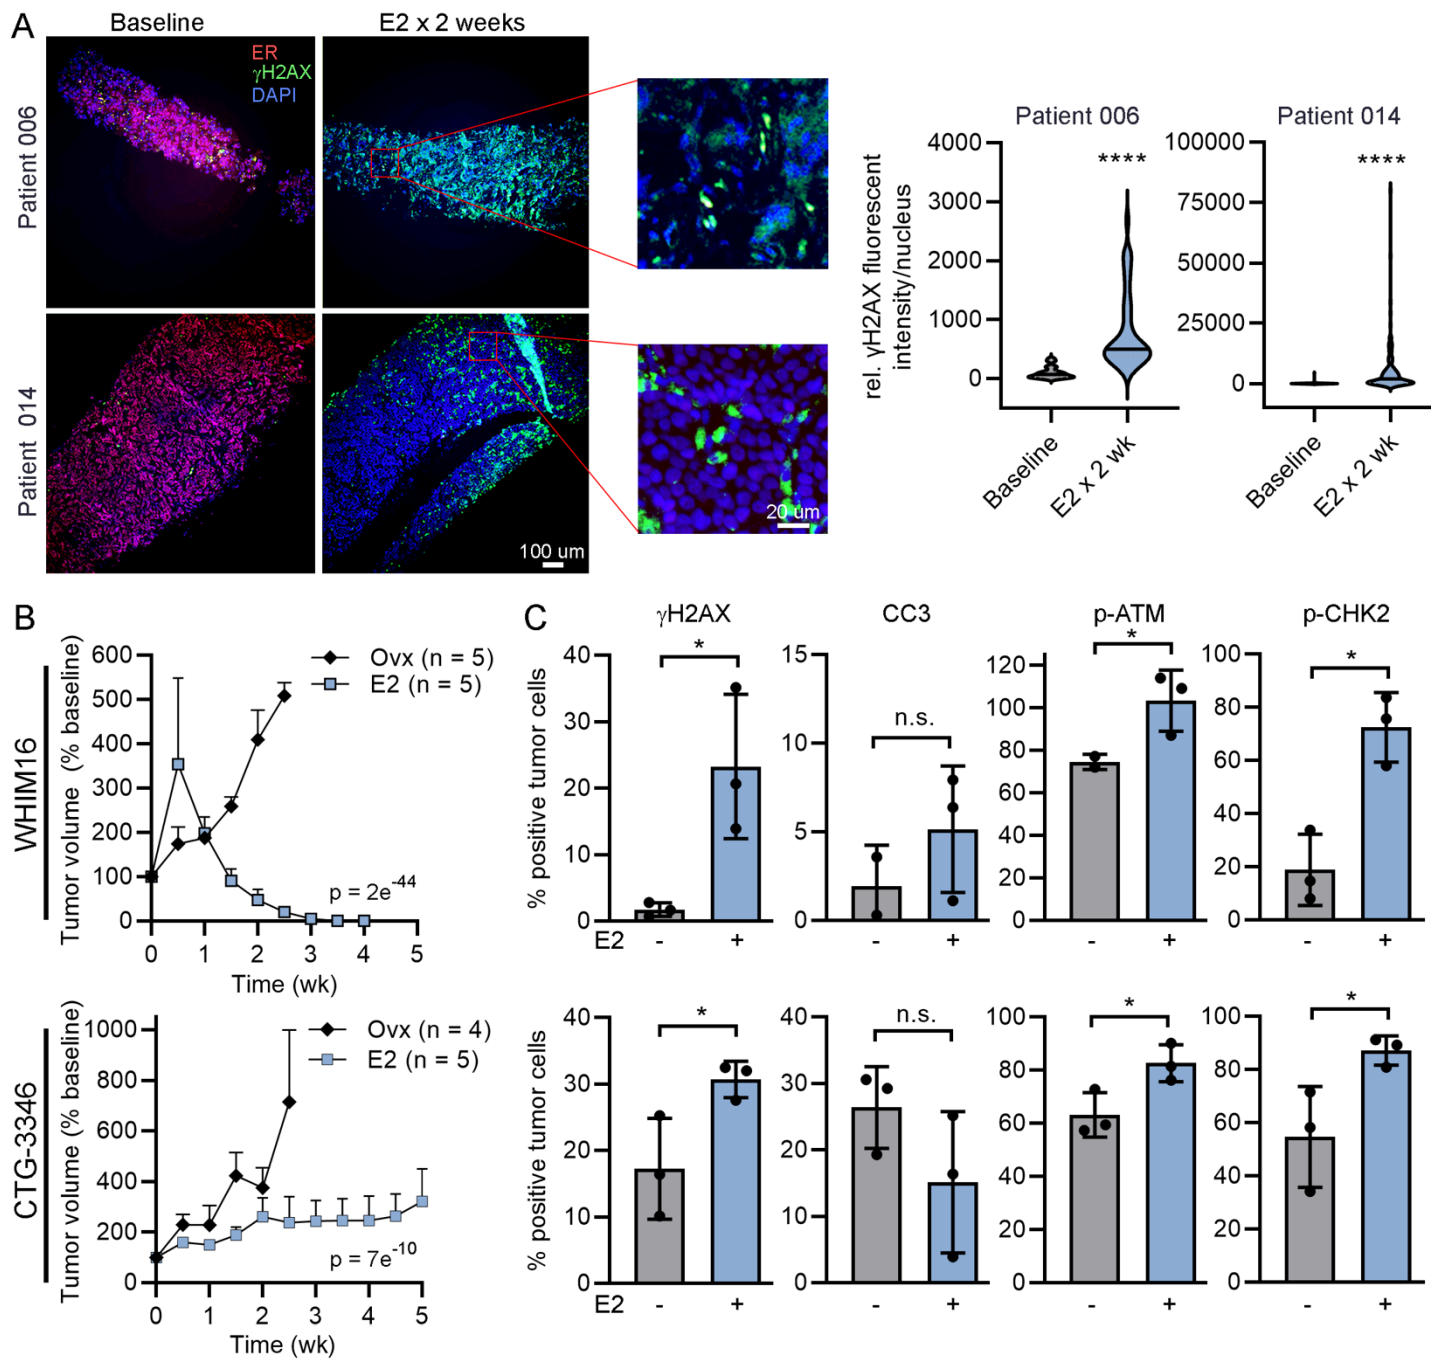 A
Baseline
E2 x 2 weeks
ER
γH2AX
DAPI
Patient 006
Patient 014
100 um
20 um
rel. γH2AX fluorescent
intensity/nucleus
Patient 006
4000
3000
2000
1000
0
****
Baseline
E2 x 2 wk
Patient 014
100000
75000
50000
25000
0
****
Baseline
E2 x 2 wk
B
WHIM16
Tumor volume (% baseline)
600
500
400
300
200
100
0
Ovx (n = 5)
E2 (n = 5)
p = 2e-44
0 1 2 3 4 5
Time (wk)
CTG-3346
Tumor volume (% baseline)
1000
800
600
400
200
0
Ovx (n = 4)
E2 (n = 5)
p = 7e-10
0 1 2 3 4 5
Time (wk)
C
γH2AX
CC3
p-ATM
p-CHK2
% positive tumor cells
40
30
20
10
0
*
E2 - +
15
10
5
0
n.s.
- +
120
100
80
60
40
20
0
*
- +
100
80
60
40
20
0
*
- +
% positive tumor cells
40
30
20
10
0
*
E2 - +
40
30
20
10
0
n.s.
- +
100
80
60
40
20
0
*
- +
100
80
60
40
20
0
*
- +